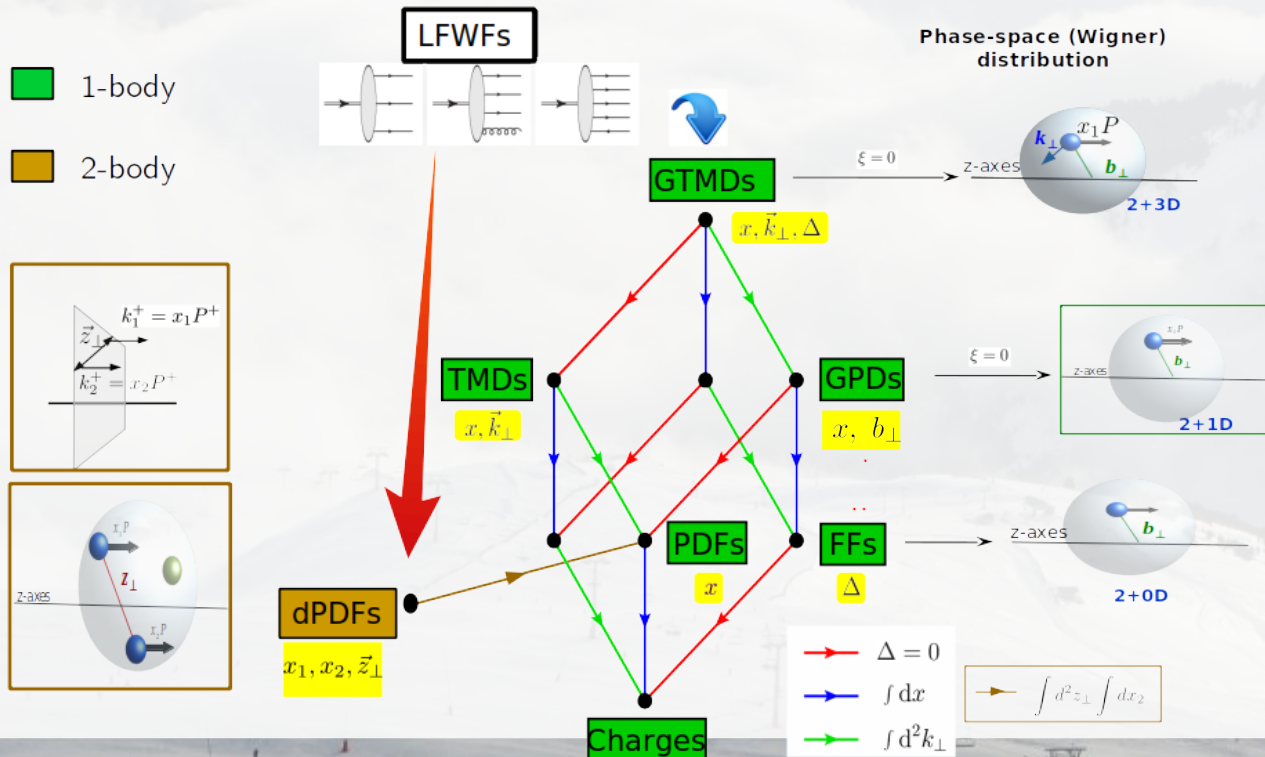 LFWFs
Phase-space (Wigner)
distribution
1-body
2-body
GTMDs
x, k⃗⊥, Δ
ξ = 0
z-axes
k⊥
x₁P
b⊥
2+3D
k₁⁺ = x₁P⁺
z⃗⊥
k₂⁺ = x₂P⁺
TMDs
x, k⃗⊥
GPDs
x, b⊥
ξ = 0
z-axes
x₁P
b⊥
2+1D
x₁P
z⊥
z-axes
x₂P
dPDFs
x₁, x₂, z⃗⊥
PDFs
x
FFs
Δ
z-axes
b⊥
2+0D
Charges
Δ = 0
∫ dx
∫ d²k⊥
∫ d²z⊥ ∫ dx₂